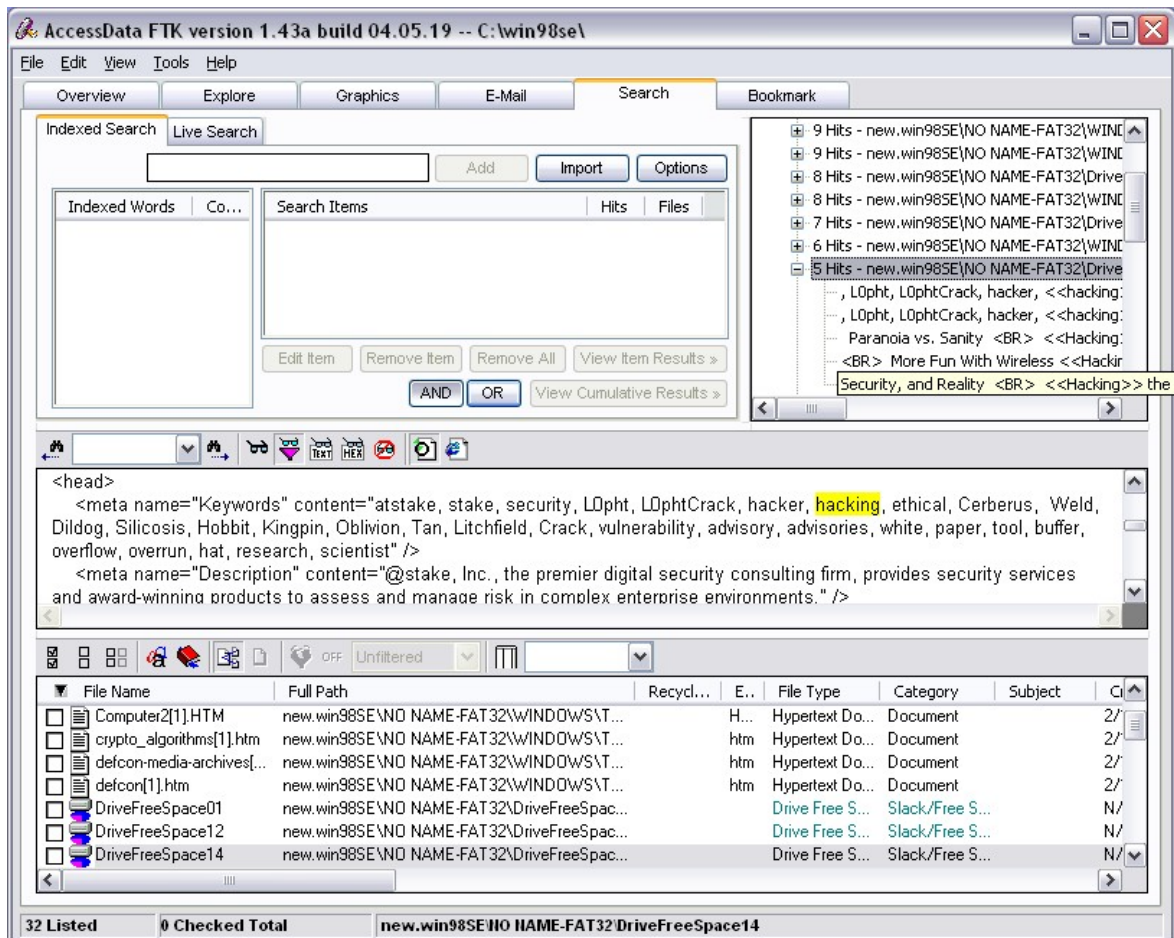 AccessData FTK version 1.43a build 04.05.19 -- C:\win98se\
File Edit View Tools Help
Overview Explore Graphics E-Mail Search Bookmark
Indexed Search Live Search
Add Import Options
Indexed Words Co...
Search Items Hits Files
Edit Item Remove Item Remove All View Item Results »
AND OR View Cumulative Results »
9 Hits - new.win98SE\NO NAME-FAT32\WIND
9 Hits - new.win98SE\NO NAME-FAT32\WIND
8 Hits - new.win98SE\NO NAME-FAT32\Drive
8 Hits - new.win98SE\NO NAME-FAT32\WIND
7 Hits - new.win98SE\NO NAME-FAT32\Drive
6 Hits - new.win98SE\NO NAME-FAT32\WIND
5 Hits - new.win98SE\NO NAME-FAT32\Drive
, L0pht, L0phtCrack, hacker, <<hacking
, L0pht, L0phtCrack, hacker, <<hacking
Paranoia vs. Sanity <BR> <<Hacking
<BR> More Fun With Wireless <<Hackin
Security, and Reality <BR> <<Hacking>> the
TEXT HEX
<head>
<meta name="Keywords" content="atstake, stake, security, L0pht, L0phtCrack, hacker, hacking, ethical, Cerberus, Weld,
Dildog, Silicosis, Hobbit, Kingpin, Oblivion, Tan, Litchfield, Crack, vulnerability, advisory, advisories, white, paper, tool, buffer,
overflow, overrun, hat, research, scientist" />
<meta name="Description" content="@stake, Inc., the premier digital security consulting firm, provides security services
and award-winning products to assess and manage risk in complex enterprise environments." />
OFF Unfiltered
File Name Full Path Recycl... E.. File Type Category Subject
Computer2[1].HTM new.win98SE\NO NAME-FAT32\WINDOWS\T... H... Hypertext Do... Document 2/
crypto_algorithms[1].htm new.win98SE\NO NAME-FAT32\WINDOWS\T... htm Hypertext Do... Document 2/
defcon-media-archives[... new.win98SE\NO NAME-FAT32\WINDOWS\T... htm Hypertext Do... Document 2/
defcon[1].htm new.win98SE\NO NAME-FAT32\WINDOWS\T... htm Hypertext Do... Document 2/
DriveFreeSpace01 new.win98SE\NO NAME-FAT32\DriveFreeSpac... Drive Free S... Slack/Free S... N/
DriveFreeSpace12 new.win98SE\NO NAME-FAT32\DriveFreeSpac... Drive Free S... Slack/Free S... N/
DriveFreeSpace14 new.win98SE\NO NAME-FAT32\DriveFreeSpac... Drive Free S... Slack/Free S... N/
32 Listed 0 Checked Total new.win98SE\NO NAME-FAT32\DriveFreeSpace14